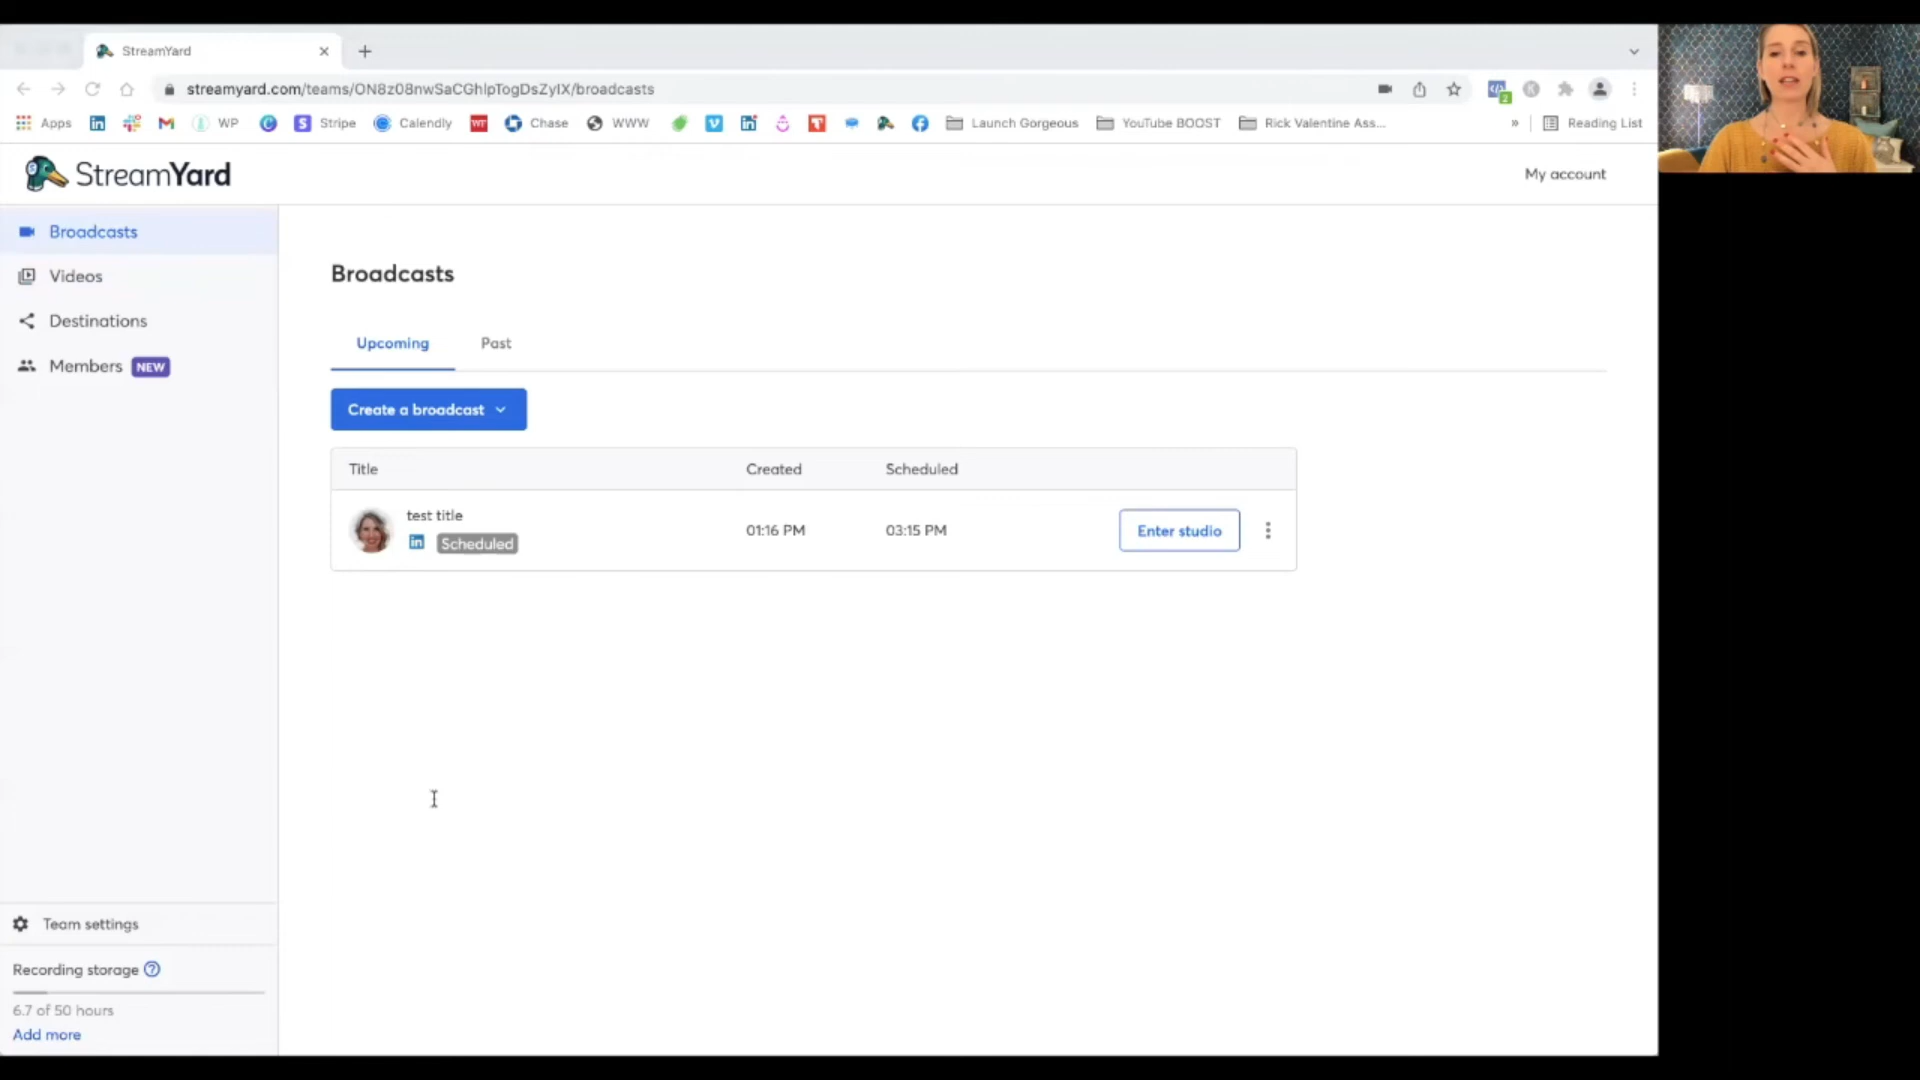 StreamYard
streamyard.com/teams/ON8z08nwSaCGhlpTogDsZyIX/broadcasts
Apps WP Stripe Calendly WT Chase WWW Launch Gorgeous YouTube BOOST Rick Valentine Ass... » Reading List
StreamYard My account
Broadcasts
Videos
Destinations
Members NEW
Broadcasts
Upcoming Past
Create a broadcast
Title Created Scheduled
test title
Scheduled
01:16 PM 03:15 PM Enter studio
Team settings
Recording storage ?
6.7 of 50 hours
Add more